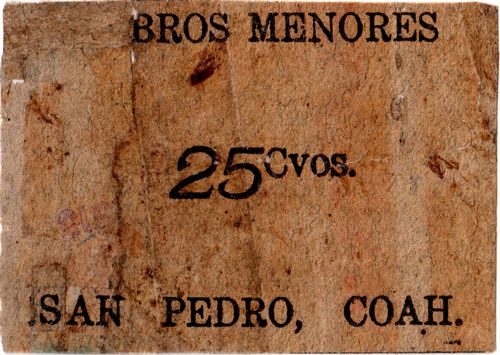 BROS MENORES
25 Cvos.
SAN PEDRO, COAH.